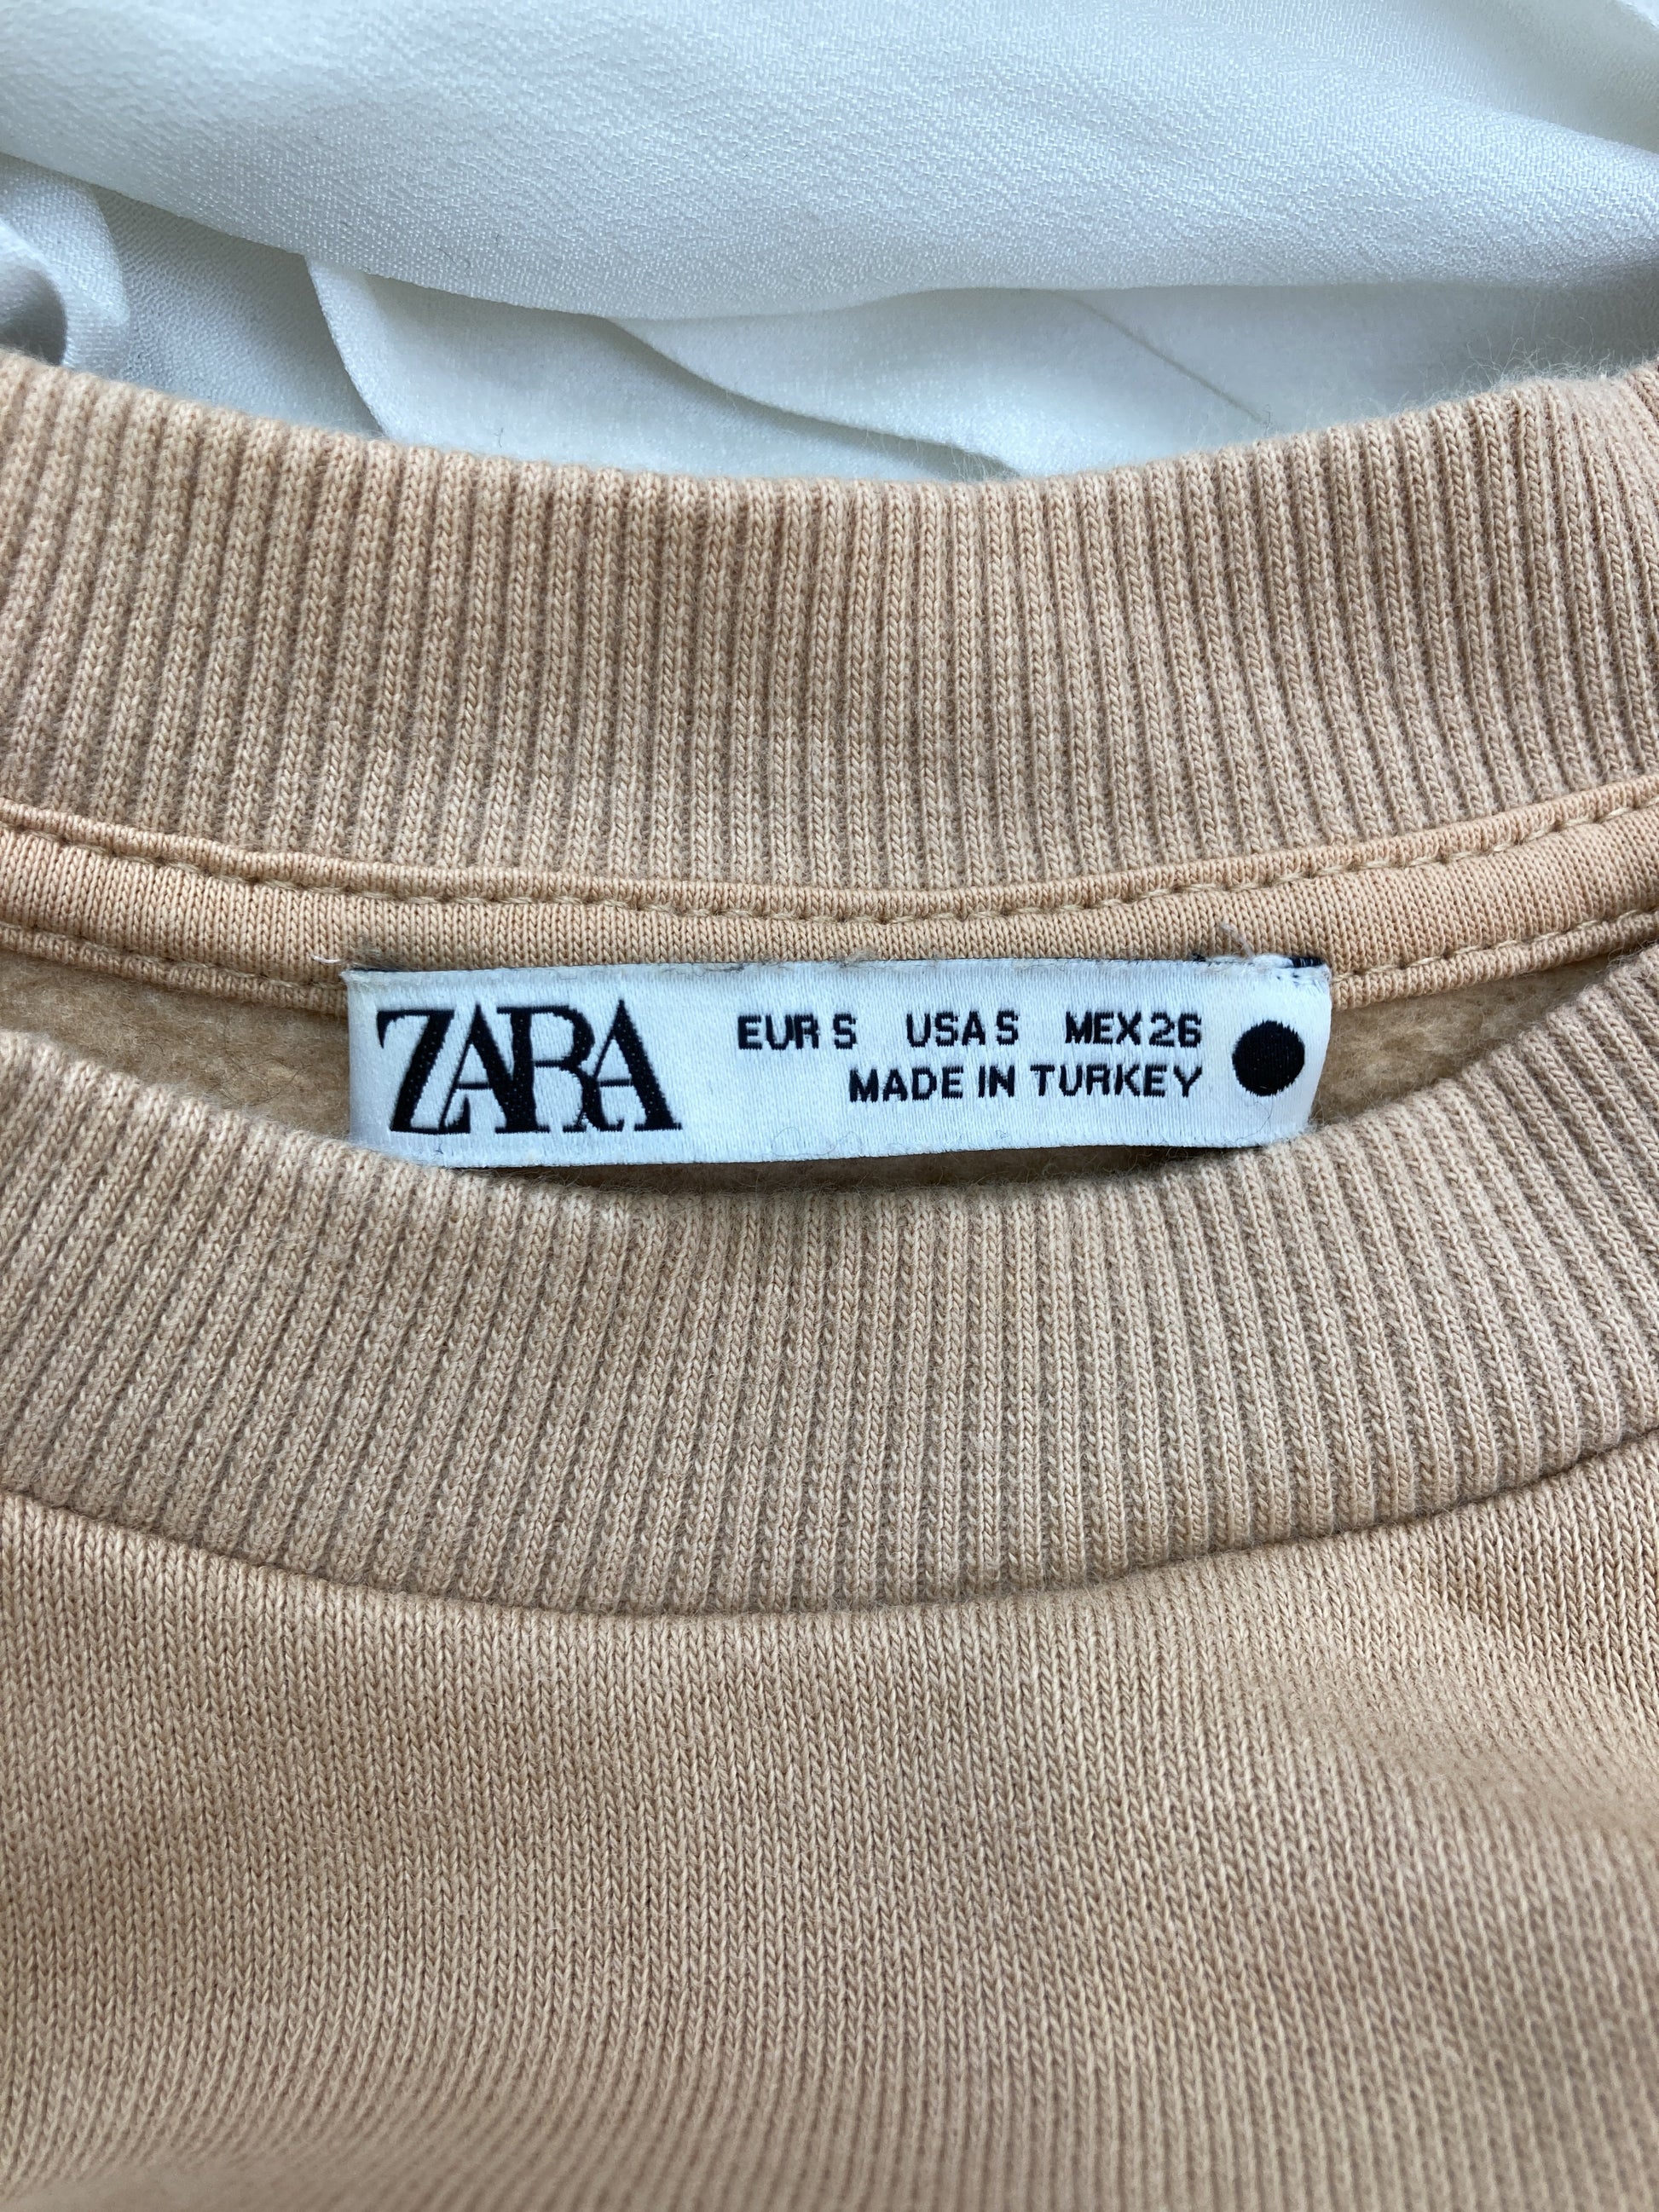 ZARA
EUR S USA S MEX 26
MADE IN TURKEY